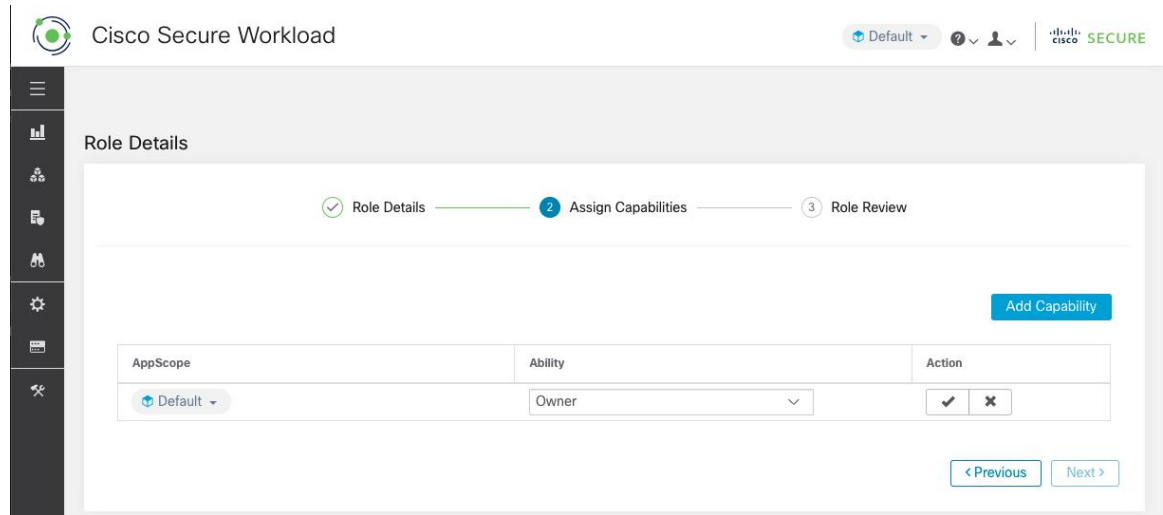 Cisco Secure Workload
Default
CISCO SECURE
Role Details
Role Details
2 Assign Capabilities
3 Role Review
Add Capability
AppScope Ability Action
Default Owner
Previous Next